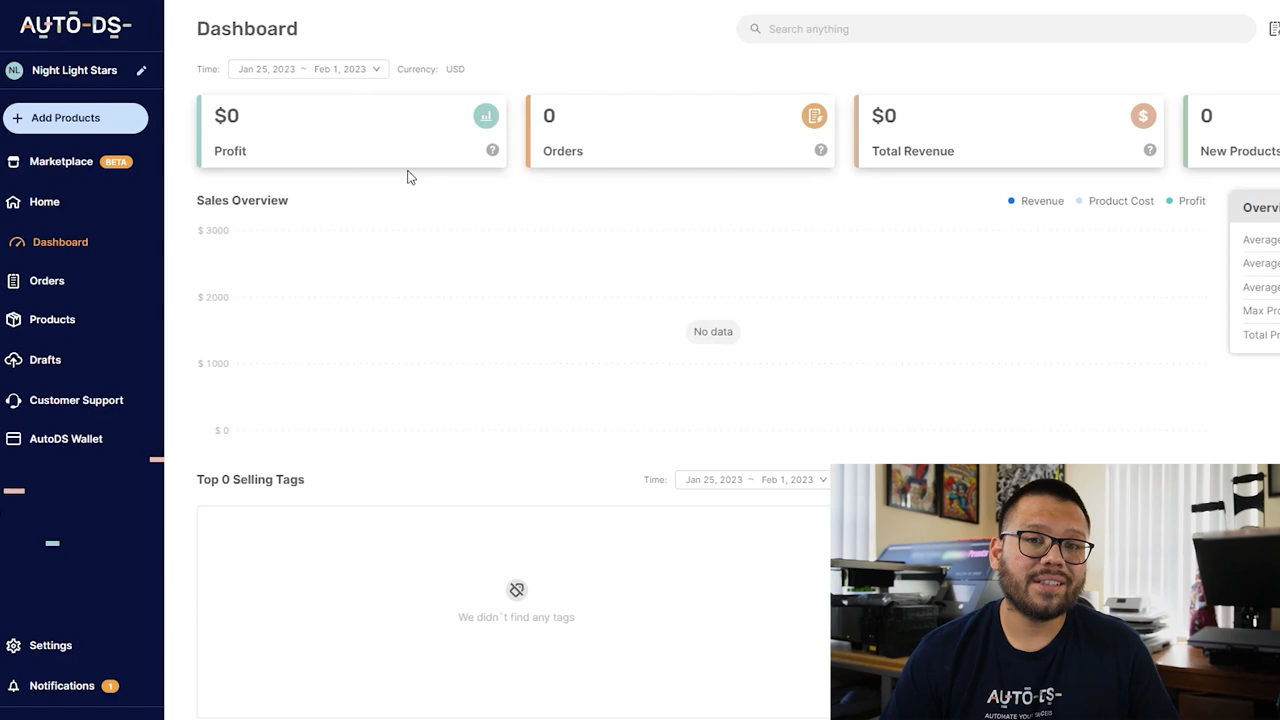 AUTO-DS
Dashboard
Search anything
NL Night Light Stars
Time: Jan 25, 2023 ~ Feb 1, 2023 Currency: USD
+ Add Products
$0
Profit
0
Orders
$0
Total Revenue
0
New Products
Marketplace BETA
Home
Dashboard
Orders
Products
Drafts
Customer Support
AutoDS Wallet
Settings
Notifications 1
Sales Overview
Revenue Product Cost Profit
$ 3000
$ 2000
$ 1000
$ 0
No data
Overvi
Average
Average
Average
Max Pro
Total Pr
Top 0 Selling Tags
Time: Jan 25, 2023 ~ Feb 1, 2023
We didn`t find any tags
AUTO-DS-
AUTOMATE YOUR SUCCESS